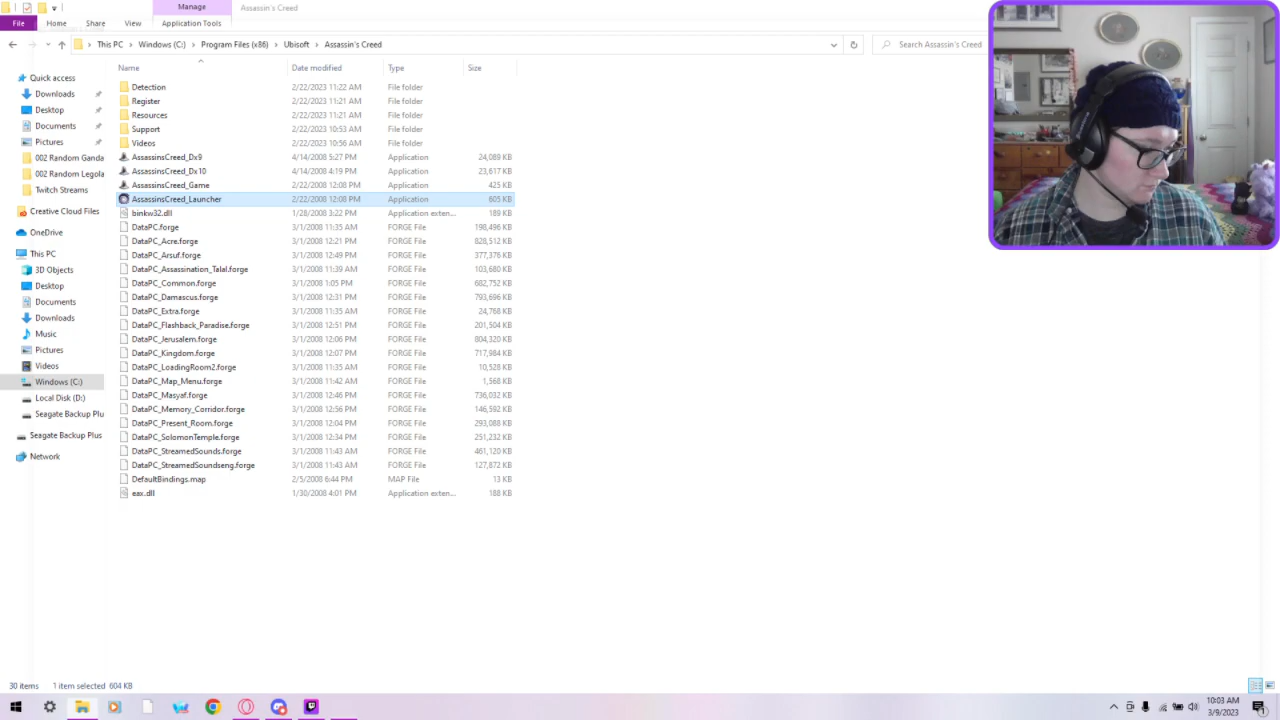 Manage
Assassin's Creed
File Home Share View Application Tools
This PC Windows (C:) Program Files (x86) Ubisoft Assassin's Creed
Search Assassin's Creed
Name Date modified Type Size
Quick access
Downloads
Desktop
Documents
Pictures
002 Random Ganda
002 Random Legola
Twitch Streams
Creative Cloud Files
OneDrive
This PC
3D Objects
Desktop
Documents
Downloads
Music
Pictures
Videos
Windows (C:)
Local Disk (D:)
Seagate Backup Plu
Seagate Backup Plus
Network
Detection 2/22/2023 11:22 AM File folder
Register 2/22/2023 11:21 AM File folder
Resources 2/22/2023 11:21 AM File folder
Support 2/22/2023 10:53 AM File folder
Videos 2/22/2023 10:56 AM File folder
AssassinsCreed_Dx9 4/14/2008 5:27 PM Application 24,089 KB
AssassinsCreed_Dx10 4/14/2008 4:19 PM Application 23,617 KB
AssassinsCreed_Game 2/22/2008 12:08 PM Application 425 KB
AssassinsCreed_Launcher 2/22/2008 12:08 PM Application 605 KB
binkw32.dll 1/28/2008 3:22 PM Application exten... 189 KB
DataPC.forge 3/1/2008 11:35 AM FORGE File 198,496 KB
DataPC_Acre.forge 3/1/2008 12:21 PM FORGE File 828,512 KB
DataPC_Arsuf.forge 3/1/2008 12:49 PM FORGE File 377,376 KB
DataPC_Assassination_Talal.forge 3/1/2008 11:39 AM FORGE File 103,680 KB
DataPC_Common.forge 3/1/2008 1:05 PM FORGE File 682,752 KB
DataPC_Damascus.forge 3/1/2008 12:31 PM FORGE File 793,696 KB
DataPC_Extra.forge 3/1/2008 11:35 AM FORGE File 24,768 KB
DataPC_Flashback_Paradise.forge 3/1/2008 12:51 PM FORGE File 201,504 KB
DataPC_Jerusalem.forge 3/1/2008 12:06 PM FORGE File 804,320 KB
DataPC_Kingdom.forge 3/1/2008 12:07 PM FORGE File 717,984 KB
DataPC_LoadingRoom2.forge 3/1/2008 11:35 AM FORGE File 10,528 KB
DataPC_Map_Menu.forge 3/1/2008 11:42 AM FORGE File 1,568 KB
DataPC_Masyaf.forge 3/1/2008 12:46 PM FORGE File 736,032 KB
DataPC_Memory_Corridor.forge 3/1/2008 12:56 PM FORGE File 146,592 KB
DataPC_Present_Room.forge 3/1/2008 12:04 PM FORGE File 293,088 KB
DataPC_SolomonTemple.forge 3/1/2008 12:34 PM FORGE File 251,232 KB
DataPC_StreamedSounds.forge 3/1/2008 11:43 AM FORGE File 461,120 KB
DataPC_StreamedSoundseng.forge 3/1/2008 11:43 AM FORGE File 127,872 KB
DefaultBindings.map 2/5/2008 6:44 PM MAP File 13 KB
eax.dll 1/30/2008 4:01 PM Application exten... 188 KB
30 items 1 item selected 604 KB
10:03 AM
3/9/2023